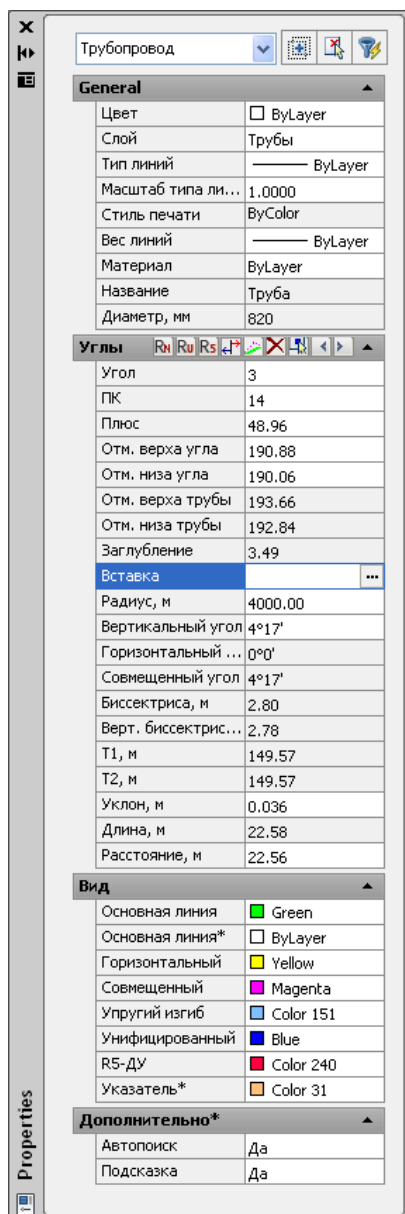 Трубопровод
General
Цвет ByLayer
Слой Трубы
Тип линий ByLayer
Масштаб типа ли... 1.0000
Стиль печати ByColor
Вес линий ByLayer
Материал ByLayer
Название Труба
Диаметр, мм 820
Углы RN RU R5
Угол 3
ПК 14
Плюс 48.96
Отм. верха угла 190.88
Отм. низа угла 190.06
Отм. верха трубы 193.66
Отм. низа трубы 192.84
Заглубление 3.49
Вставка ...
Радиус, м 4000.00
Вертикальный угол 4°17'
Горизонтальный ... 0°0'
Совмещенный угол 4°17'
Биссектриса, м 2.80
Верт. биссектрис... 2.78
Т1, м 149.57
Т2, м 149.57
Уклон, м 0.036
Длина, м 22.58
Расстояние, м 22.56
Вид
Основная линия Green
Основная линия* ByLayer
Горизонтальный Yellow
Совмещенный Magenta
Упругий изгиб Color 151
Унифицированный Blue
R5-ДУ Color 240
Указатель* Color 31
Дополнительно*
Автопоиск Да
Подсказка Да
Properties